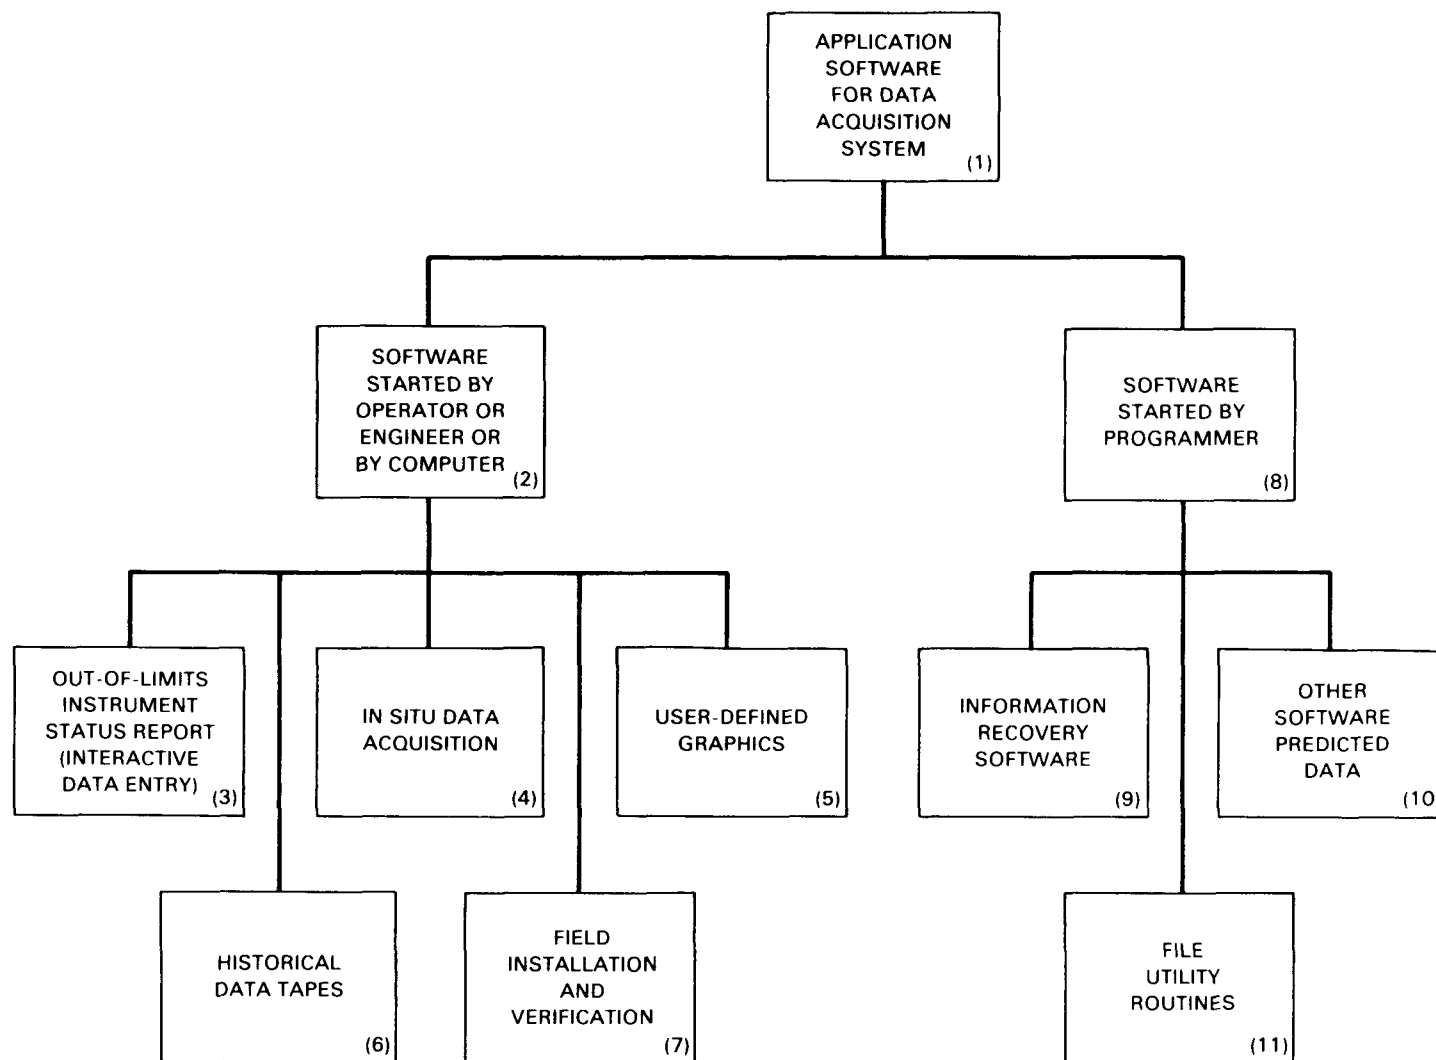 APPLICATION
SOFTWARE
FOR DATA
ACQUISITION
SYSTEM
(1)
SOFTWARE
STARTED BY
OPERATOR OR
ENGINEER OR
BY COMPUTER
(2)
SOFTWARE
STARTED BY
PROGRAMMER
(8)
OUT-OF-LIMITS
INSTRUMENT
STATUS REPORT
(INTERACTIVE
DATA ENTRY)
(3)
IN SITU DATA
ACQUISITION
(4)
USER-DEFINED
GRAPHICS
(5)
INFORMATION
RECOVERY
SOFTWARE
(9)
OTHER
SOFTWARE
PREDICTED
DATA
(10)
HISTORICAL
DATA TAPES
(6)
FIELD
INSTALLATION
AND
VERIFICATION
(7)
FILE
UTILITY
ROUTINES
(11)